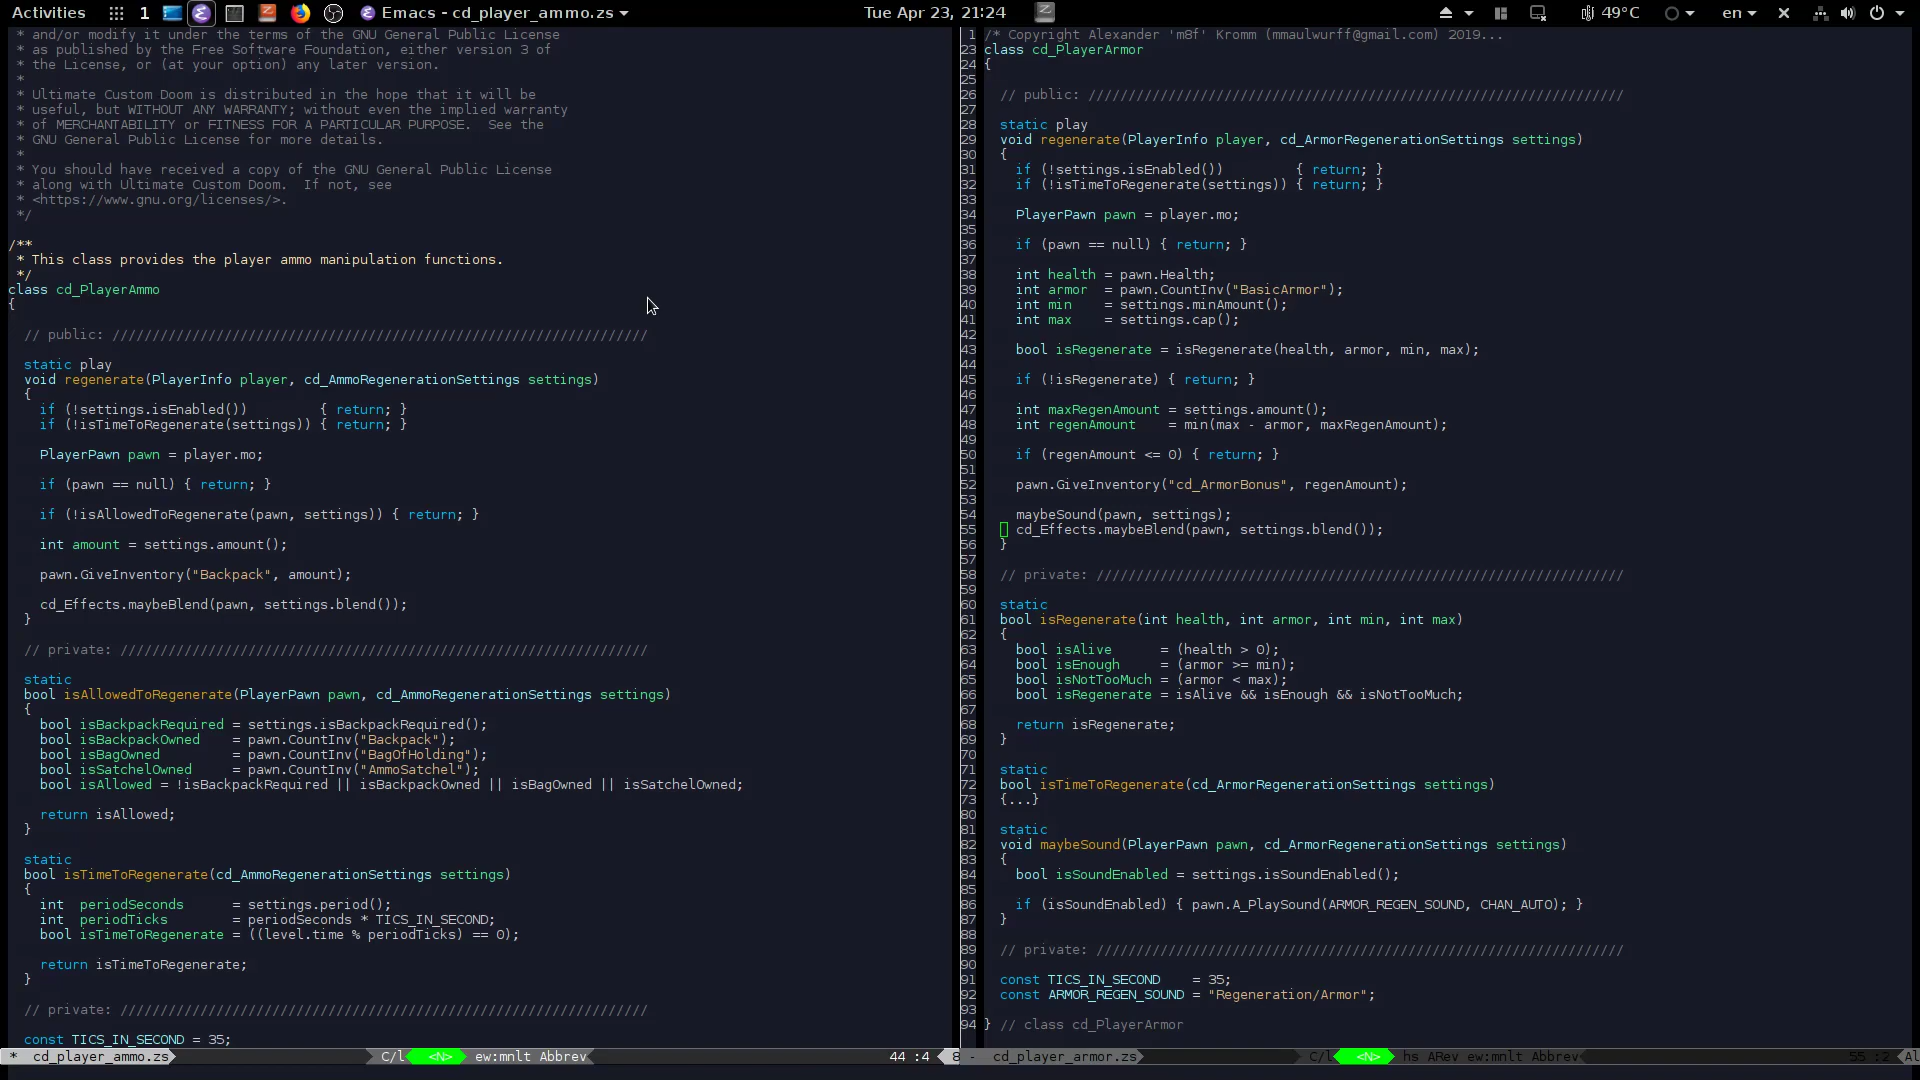 Activities 1 Emacs - cd_player_ammo.zs Tue Apr 23, 21:24 49°C en
* and/or modify it under the terms of the GNU General Public License
* as published by the Free Software Foundation, either version 3 of
* the License, or (at your option) any later version.
*
* Ultimate Custom Doom is distributed in the hope that it will be
* useful, but WITHOUT ANY WARRANTY; without even the implied warranty
* of MERCHANTABILITY or FITNESS FOR A PARTICULAR PURPOSE.  See the
* GNU General Public License for more details.
*
* You should have received a copy of the GNU General Public License
* along with Ultimate Custom Doom.  If not, see
* <https://www.gnu.org/licenses/>.
*/
/**
* This class provides the player ammo manipulation functions.
*/
class cd_PlayerAmmo
{
// public: ///////////////////////////////////////////////////////////////////
static play
void regenerate(PlayerInfo player, cd_AmmoRegenerationSettings settings)
{
if (!settings.isEnabled())         { return; }
if (!isTimeToRegenerate(settings)) { return; }
PlayerPawn pawn = player.mo;
if (pawn == null) { return; }
if (!isAllowedToRegenerate(pawn, settings)) { return; }
int amount = settings.amount();
pawn.GiveInventory("Backpack", amount);
cd_Effects.maybeBlend(pawn, settings.blend());
}
// private: //////////////////////////////////////////////////////////////////
static
bool isAllowedToRegenerate(PlayerPawn pawn, cd_AmmoRegenerationSettings settings)
{
bool isBackpackRequired = settings.isBackpackRequired();
bool isBackpackOwned    = pawn.CountInv("Backpack");
bool isBagOwned         = pawn.CountInv("BagOfHolding");
bool isSatchelOwned     = pawn.CountInv("AmmoSatchel");
bool isAllowed = !isBackpackRequired || isBackpackOwned || isBagOwned || isSatchelOwned;
return isAllowed;
}
static
bool isTimeToRegenerate(cd_AmmoRegenerationSettings settings)
{
int  periodSeconds      = settings.period();
int  periodTicks        = periodSeconds * TICS_IN_SECOND;
bool isTimeToRegenerate = ((level.time % periodTicks) == 0);
return isTimeToRegenerate;
}
// private: //////////////////////////////////////////////////////////////////
const TICS_IN_SECOND = 35;
* cd_player_ammo.zs C/l <N> ew:mnlt Abbrev 44 :4 8
1 /* Copyright Alexander 'm8f' Kromm (mmaulwurff@gmail.com) 2019...
23 class cd_PlayerArmor
24 {
25
26 // public: ///////////////////////////////////////////////////////////////////
27
28 static play
29 void regenerate(PlayerInfo player, cd_ArmorRegenerationSettings settings)
30 {
31 if (!settings.isEnabled())         { return; }
32 if (!isTimeToRegenerate(settings)) { return; }
33
34 PlayerPawn pawn = player.mo;
35
36 if (pawn == null) { return; }
37
38 int health = pawn.Health;
39 int armor  = pawn.CountInv("BasicArmor");
40 int min    = settings.minAmount();
41 int max    = settings.cap();
42
43 bool isRegenerate = isRegenerate(health, armor, min, max);
44
45 if (!isRegenerate) { return; }
46
47 int maxRegenAmount = settings.amount();
48 int regenAmount    = min(max - armor, maxRegenAmount);
49
50 if (regenAmount <= 0) { return; }
51
52 pawn.GiveInventory("cd_ArmorBonus", regenAmount);
53
54 maybeSound(pawn, settings);
55 cd_Effects.maybeBlend(pawn, settings.blend());
56 }
57
58 // private: //////////////////////////////////////////////////////////////////
59
60 static
61 bool isRegenerate(int health, int armor, int min, int max)
62 {
63 bool isAlive      = (health > 0);
64 bool isEnough     = (armor >= min);
65 bool isNotTooMuch = (armor < max);
66 bool isRegenerate = isAlive && isEnough && isNotTooMuch;
67
68 return isRegenerate;
69 }
70
71 static
72 bool isTimeToRegenerate(cd_ArmorRegenerationSettings settings)
73 {...}
80
81 static
82 void maybeSound(PlayerPawn pawn, cd_ArmorRegenerationSettings settings)
83 {
84 bool isSoundEnabled = settings.isSoundEnabled();
85
86 if (isSoundEnabled) { pawn.A_PlaySound(ARMOR_REGEN_SOUND, CHAN_AUTO); }
87 }
88
89 // private: //////////////////////////////////////////////////////////////////
90
91 const TICS_IN_SECOND    = 35;
92 const ARMOR_REGEN_SOUND = "Regeneration/Armor";
93
94 } // class cd_PlayerArmor
- cd_player_armor.zs C/l <N> hs ARev ew:mnlt Abbrev 55 :2 Al